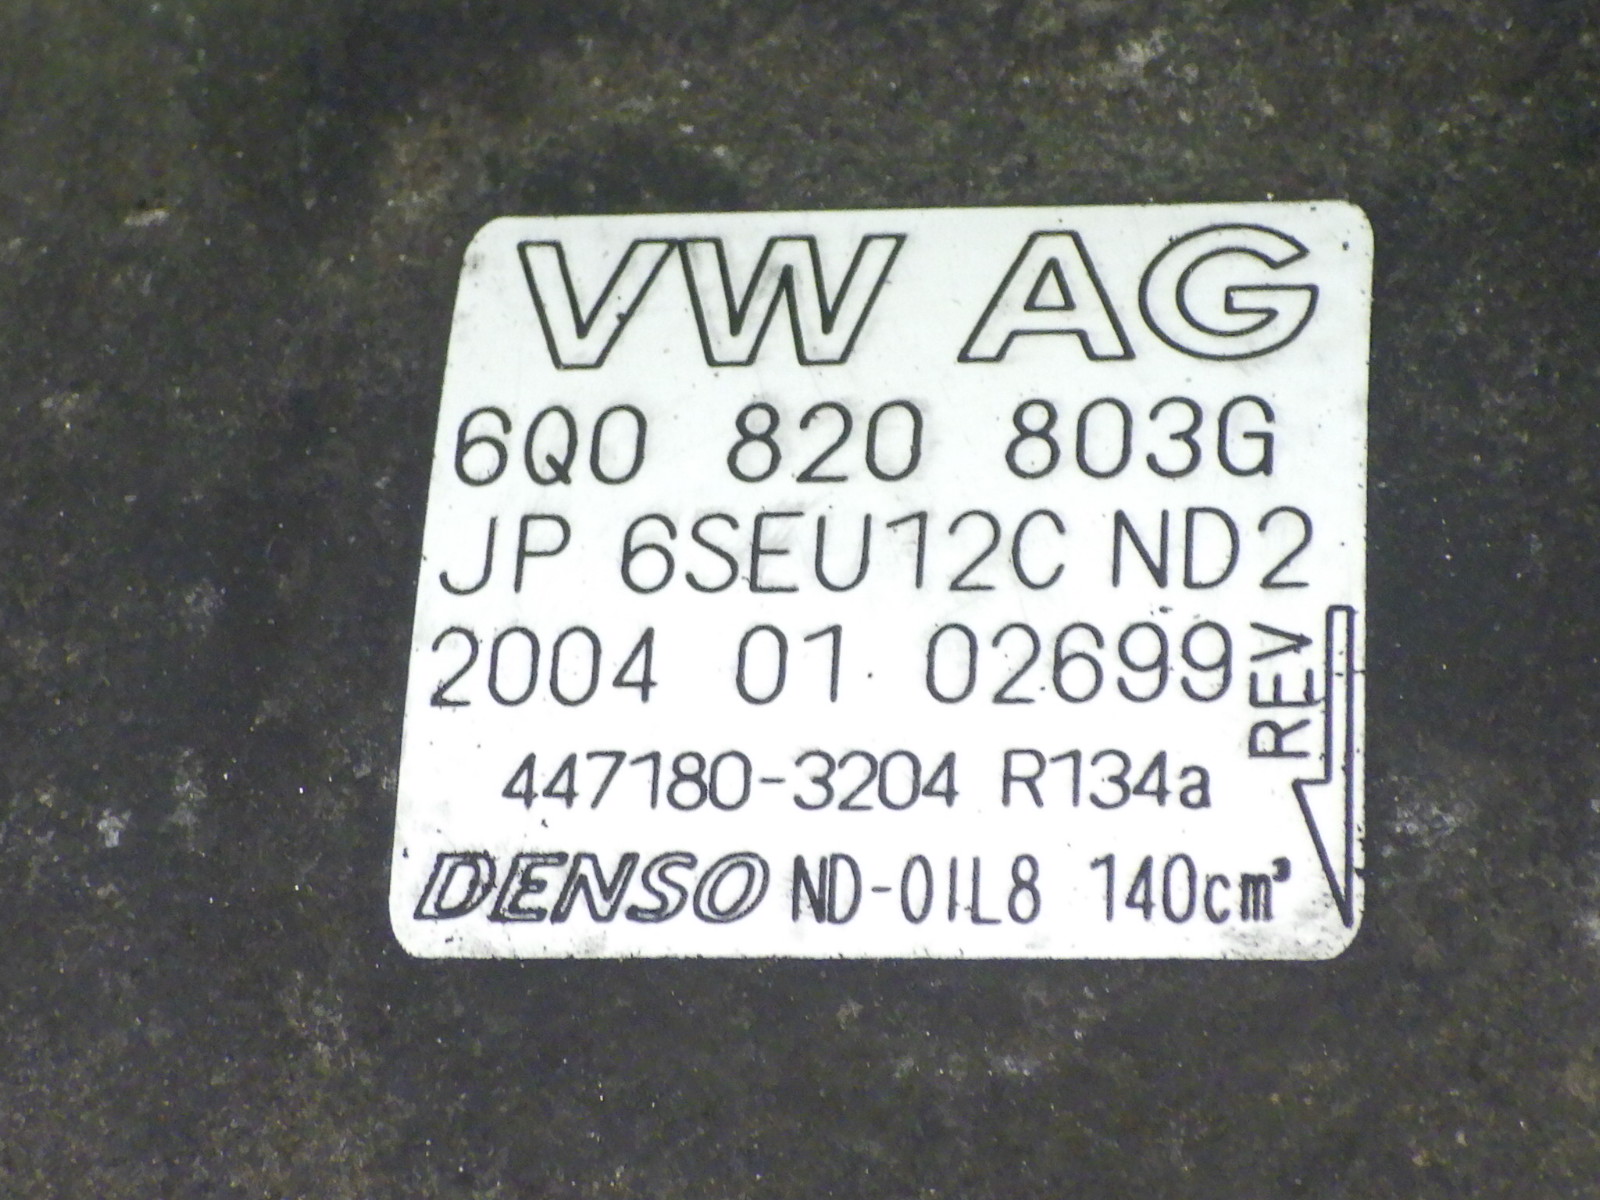 VW AG
6Q0 820 803G
JP 6SEU12C ND2
2004 01 02699
REV
447180-3204 R134a
DENSO ND-OIL8 140cm³